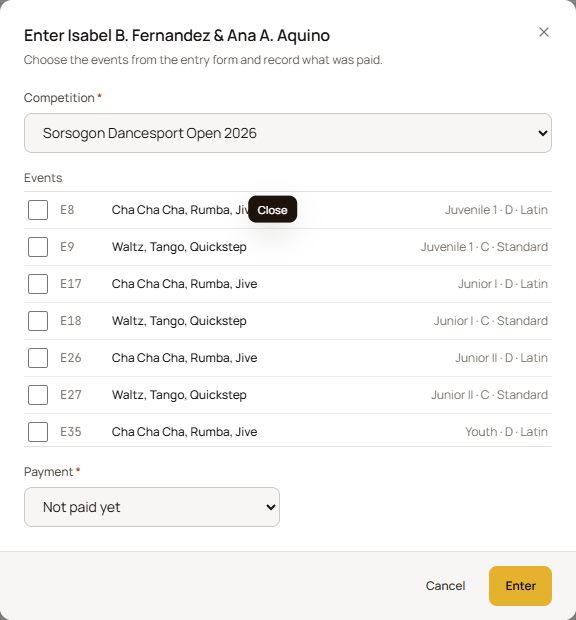 Enter Isabel B. Fernandez & Ana A. Aquino
Choose the events from the entry form and record what was paid.
Competition *
Sorsogon Dancesport Open 2026
Events
E8 Cha Cha Cha, Rumba, Jiv Close Juvenile 1 · D · Latin
E9 Waltz, Tango, Quickstep Juvenile 1 · C · Standard
E17 Cha Cha Cha, Rumba, Jive Junior I · D · Latin
E18 Waltz, Tango, Quickstep Junior I · C · Standard
E26 Cha Cha Cha, Rumba, Jive Junior II · D · Latin
E27 Waltz, Tango, Quickstep Junior II · C · Standard
E35 Cha Cha Cha, Rumba, Jive Youth · D · Latin
Payment *
Not paid yet
Cancel Enter